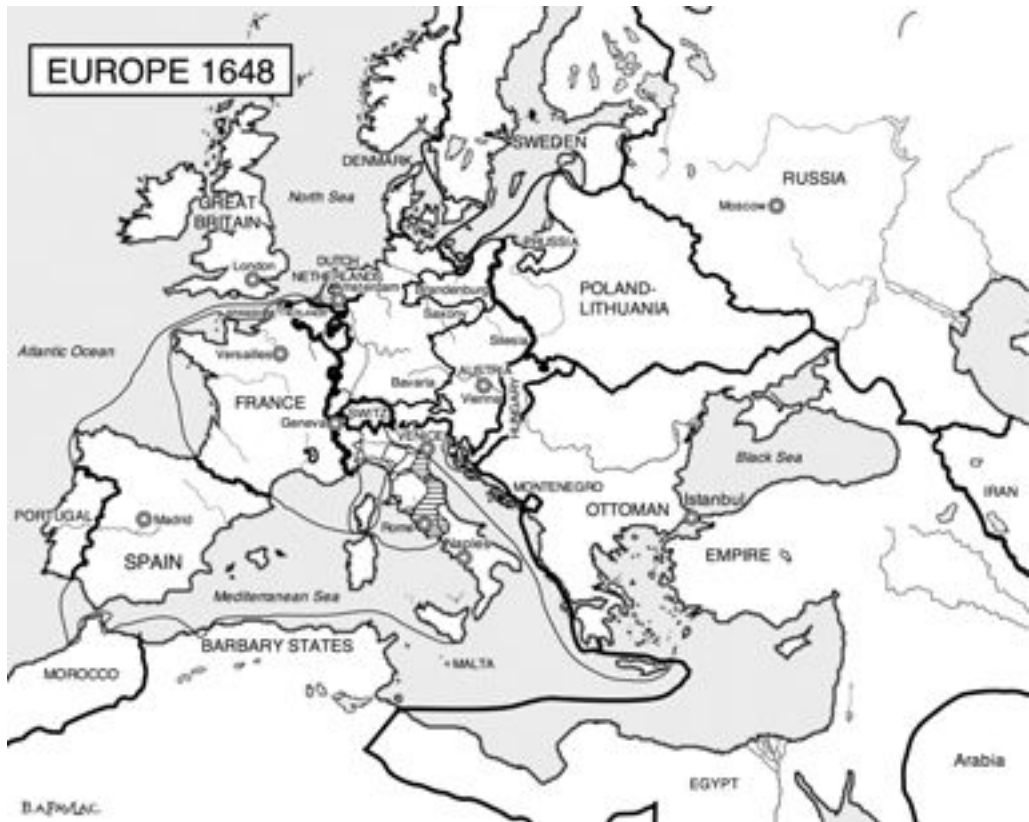 EUROPE 1648
SWEDEN
DENMARK
North Sea
RUSSIA
Moscow
GREAT
BRITAIN
London
DUTCH
NETHERLANDS
Amsterdam
PRUSSIA
Brandenburg
POLAND-
LITHUANIA
Saxony
Silesia
Atlantic Ocean
Versailles
Bavaria
AUSTRIA
Vienna
HUNGARY
FRANCE
SWITZ
Geneva
VENICE
Black Sea
MONTENEGRO
Istanbul
IRAN
OTTOMAN
PORTUGAL
Madrid
Rome
Naples
SPAIN
EMPIRE
Mediterranean Sea
BARBARY STATES
MALTA
MOROCCO
EGYPT
Arabia
B.A.PAVLAC